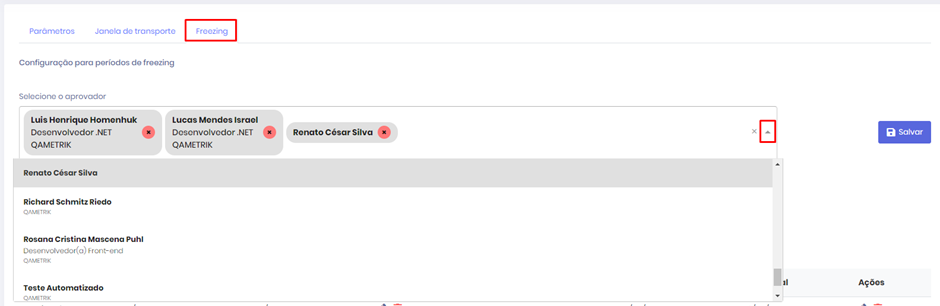 Parâmetros Janela de transporte Freezing
Configuração para períodos de freezing
Selecione o aprovador
Luis Henrique Homenhuk
Desenvolvedor .NET
QAMETRIK
Lucas Mendes Israel
Desenvolvedor .NET
QAMETRIK
Renato César Silva
Salvar
Renato César Silva
Richard Schmitz Riedo
QAMETRIK
Rosana Cristina Mascena Puhl
Desenvolvedor(a) Front-end
QAMETRIK
Teste Automatizado
QAMETRIK
Ações